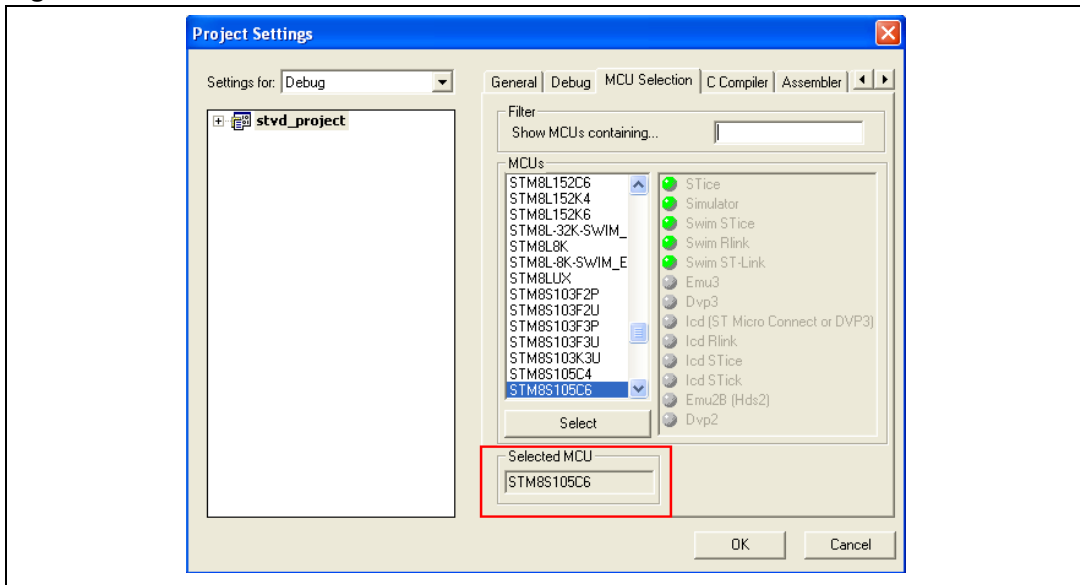 Project Settings
Settings for: Debug
stvd_project
General Debug MCU Selection C Compiler Assembler
Filter
Show MCUs containing...
MCUs
STM8L152C6
STM8L152K4
STM8L152K6
STM8L-32K-SWIM_
STM8L8K
STM8L-8K-SWIM_E
STM8LUX
STM8S103F2P
STM8S103F2U
STM8S103F3P
STM8S103F3U
STM8S103K3U
STM8S105C4
STM8S105C6
Select
STice
Simulator
Swim STice
Swim Rlink
Swim ST-Link
Emu3
Dvp3
Icd (ST Micro Connect or DVP3)
Icd Rlink
Icd STice
Icd STick
Emu2B (Hds2)
Dvp2
Selected MCU
STM8S105C6
OK Cancel